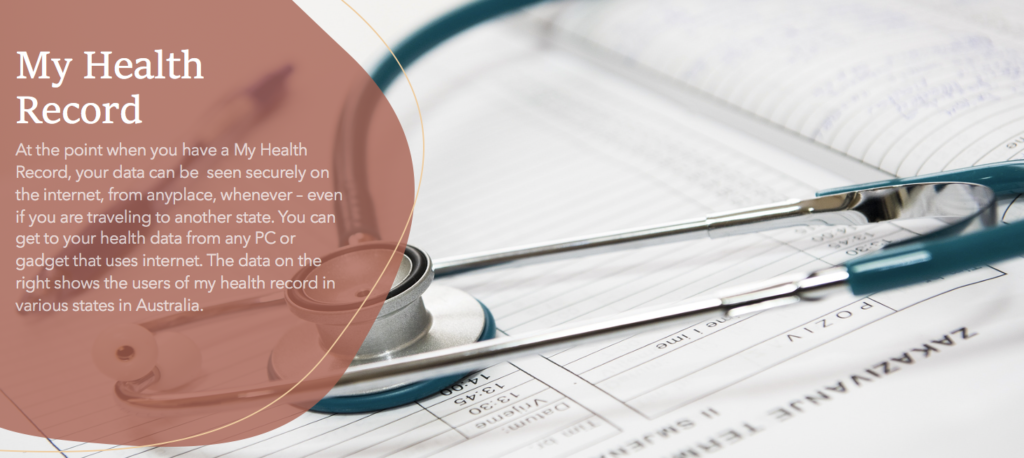 My Health
Record
At the point when you have a My Health
Record, your data can be  seen securely on
the internet, from anyplace, whenever – even
if you are traveling to another state. You can
get to your health data from any PC or
gadget that uses internet. The data on the
right shows the users of my health record in
various states in Australia.
POZIV
ZAKAZIVANJE
II SMJEN
14:00
13:45
13:30
Vrijeme
Datum: